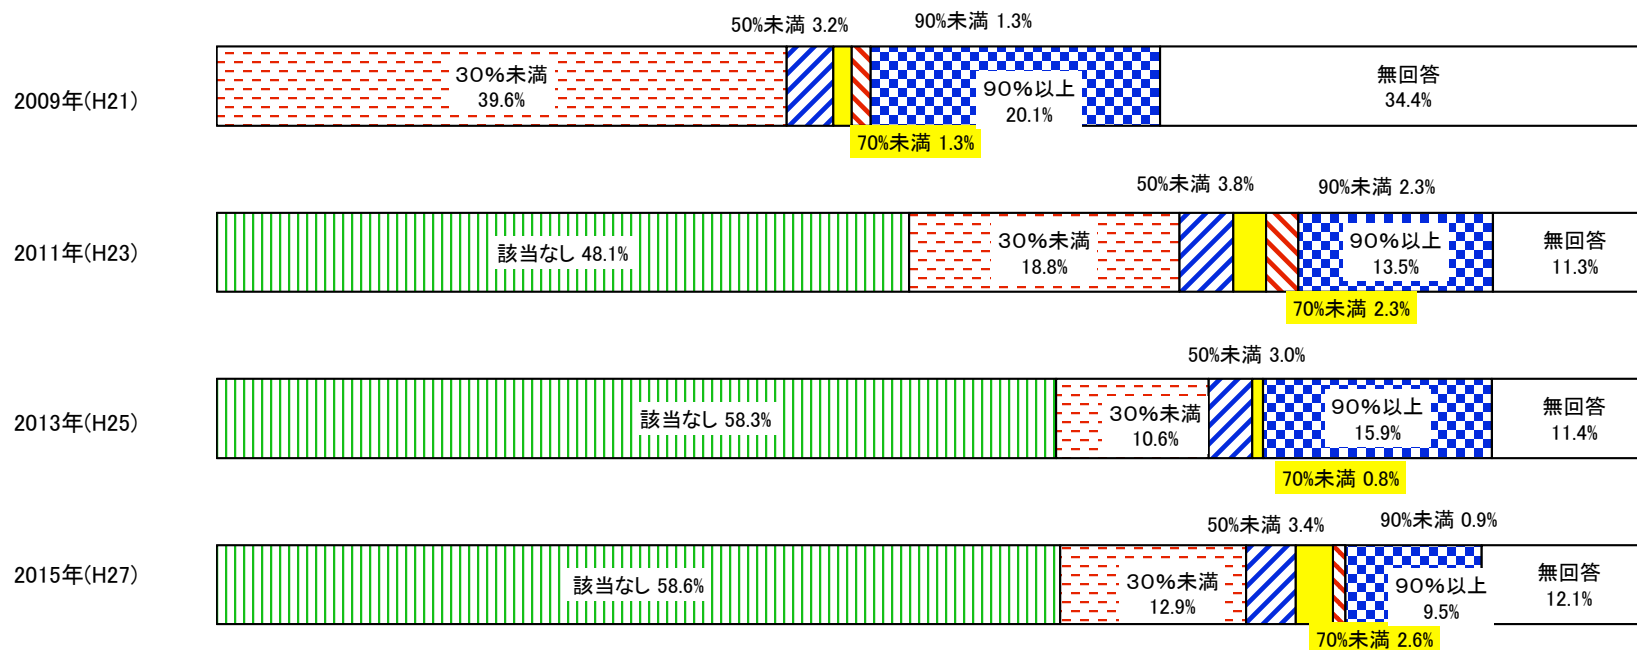 50%未満 3.2%
90%未満 1.3%
2009年(H21)
30%未満
39.6%
90%以上
20.1%
無回答
34.4%
70%未満 1.3%
50%未満 3.8%
90%未満 2.3%
2011年(H23)
該当なし 48.1%
30%未満
18.8%
90%以上
13.5%
無回答
11.3%
70%未満 2.3%
50%未満 3.0%
2013年(H25)
該当なし 58.3%
30%未満
10.6%
90%以上
15.9%
無回答
11.4%
70%未満 0.8%
50%未満 3.4%
90%未満 0.9%
2015年(H27)
該当なし 58.6%
30%未満
12.9%
90%以上
9.5%
無回答
12.1%
70%未満 2.6%